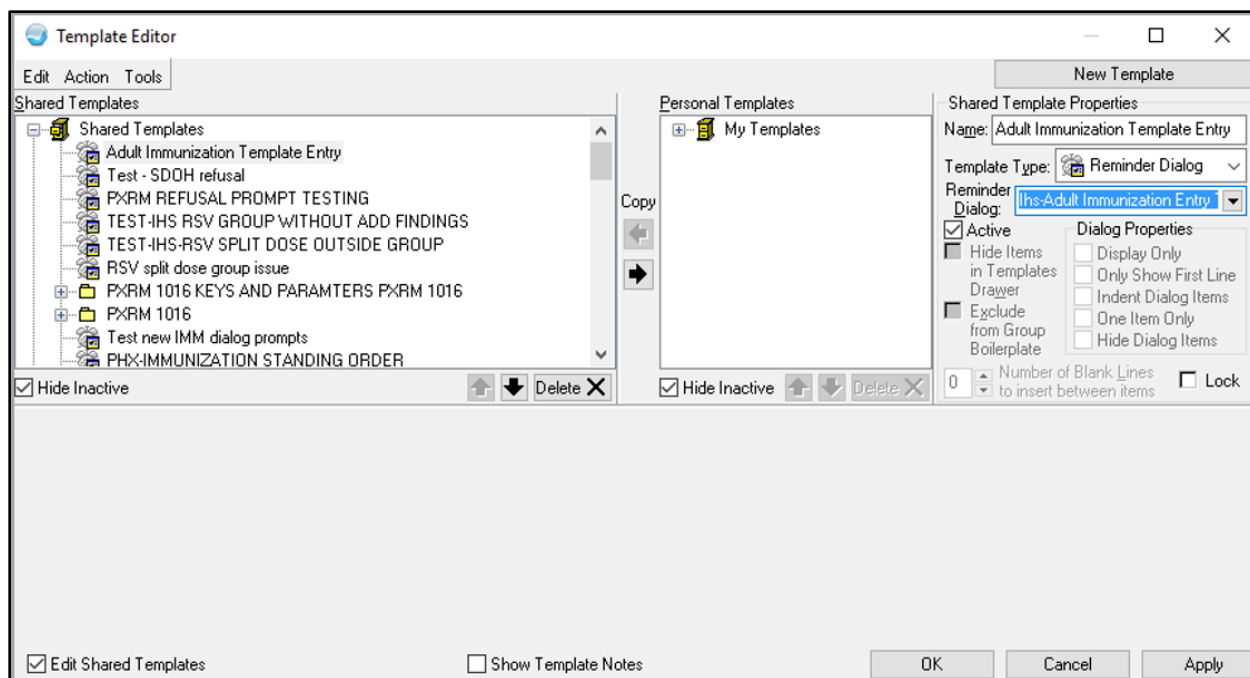 Template Editor
Edit Action Tools
New Template
Shared Templates
Shared Templates
Adult Immunization Template Entry
Test - SDOH refusal
PXRM REFUSAL PROMPT TESTING
TEST-IHS RSV GROUP WITHOUT ADD FINDINGS
TEST-IHS-RSV SPLIT DOSE OUTSIDE GROUP
RSV split dose group issue
PXRM 1016 KEYS AND PARAMTERS PXRM 1016
PXRM 1016
Test new IMM dialog prompts
PHX-IMMUNIZATION STANDING ORDER
Hide Inactive
Delete
Copy
Personal Templates
My Templates
Hide Inactive
Delete
Shared Template Properties
Name: Adult Immunization Template Entry
Template Type: Reminder Dialog
Reminder
Dialog: Ihs-Adult Immunization Entry
Active
Hide Items
in Templates
Drawer
Exclude
from Group
Boilerplate
Dialog Properties
Display Only
Only Show First Line
Indent Dialog Items
One Item Only
Hide Dialog Items
0 Number of Blank Lines
to insert between items
Lock
Edit Shared Templates
Show Template Notes
OK
Cancel
Apply